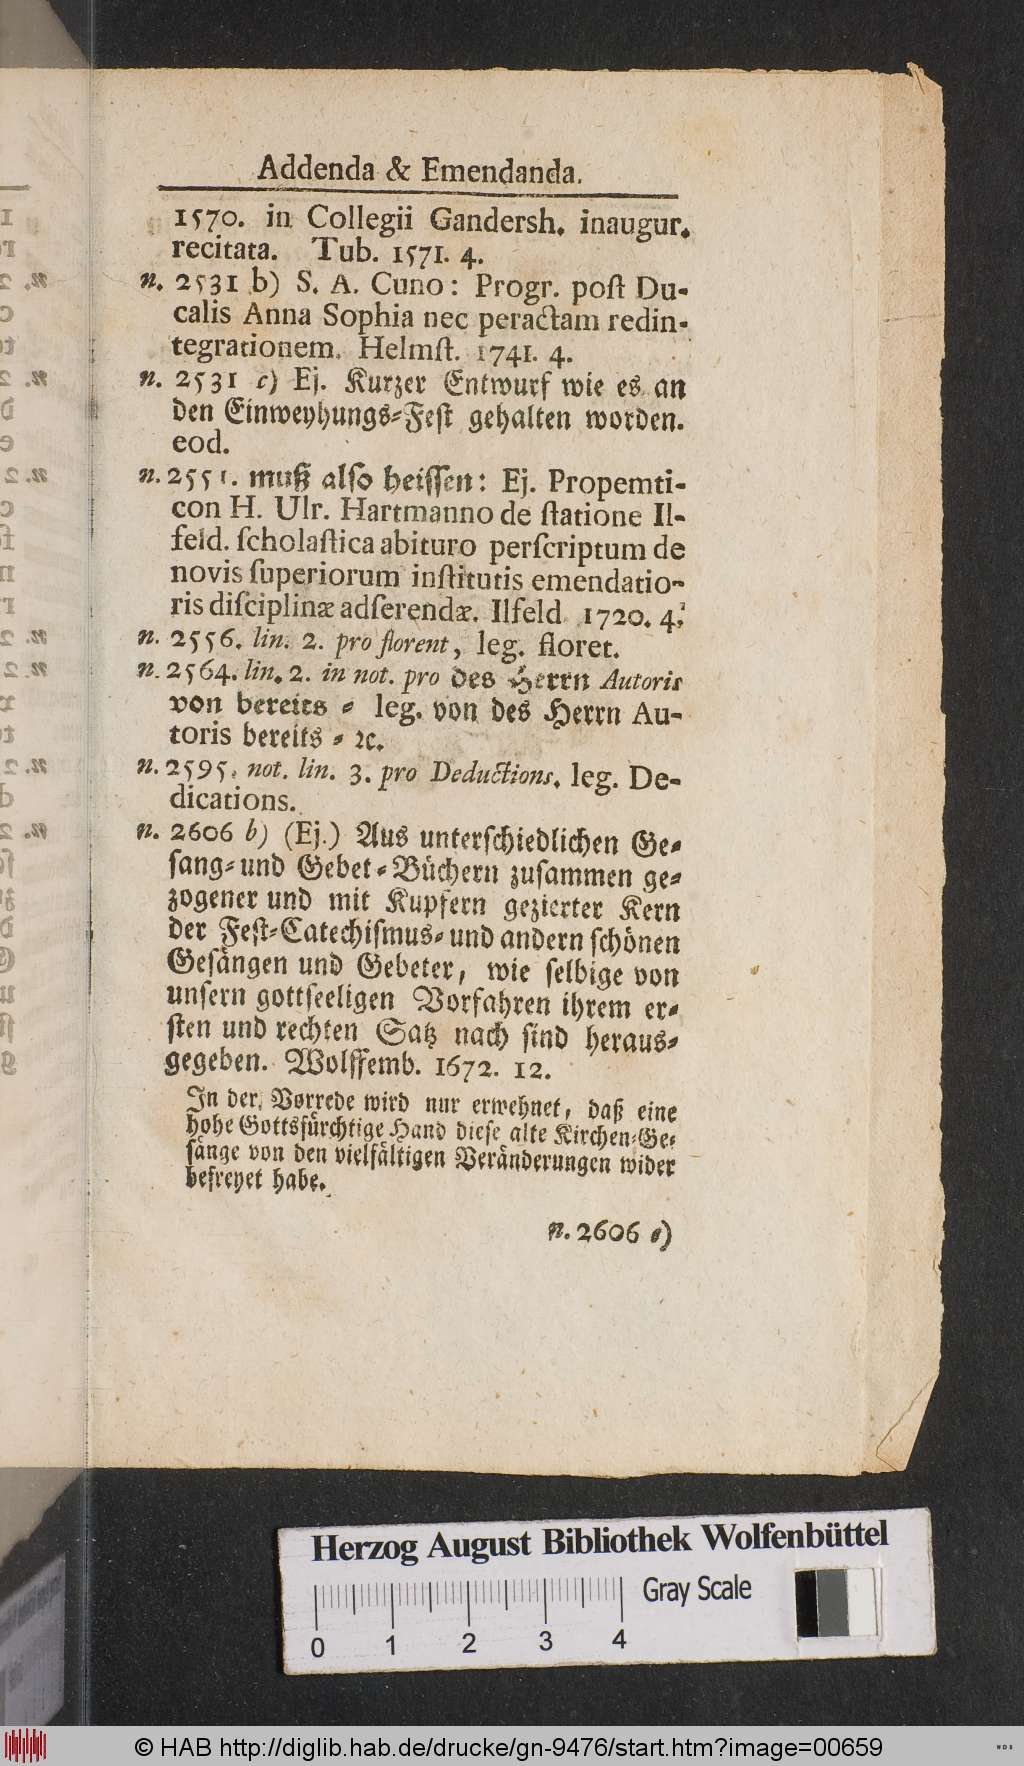 Addenda & Emendanda.
1570. in Collegii Gandersh. inaugur.
recitata. Tub. 1571. 4.
n. 2531 b) S. A. Cuno: Progr. poſt Du-
calis Anna Sophia nec peractam redin-
tegrationem. Helmſt. 1741. 4.
n. 2531 c) Ej. Kurzer Entwurf wie es an
den Einweyhungs-Feſt gehalten worden.
eod.
n. 2551. muß alſo heiſſen: Ej. Propemti-
con H. Ulr. Hartmanno de ſtatione Il-
feld. ſcholaſtica abituro perſcriptum de
novis ſuperiorum inſtitutis emendatio-
ris diſciplinæ adſerendæ. Ilfeld 1720. 4.
n. 2556. lin. 2. pro florent, leg. floret.
n. 2564. lin. 2. in not. pro des Herrn Autoris
von bereits - leg. von des Herrn Au-
toris bereits - ꝛc.
n. 2595. not. lin. 3. pro Deductions. leg. De-
dications.
n. 2606 b) (Ej.) Aus unterſchiedlichen Ge-
ſang- und Gebet-Büchern zuſammen ge-
zogener und mit Kupfern gezierter Kern
der Feſt-Catechiſmus- und andern ſchönen
Geſängen und Gebeter, wie ſelbige von
unſern gottſeeligen Vorfahren ihrem er-
ſten und rechten Satz nach ſind heraus-
gegeben. Wolffemb. 1672. 12.
In der Vorrede wird nur erwehnet, daß eine
hohe Gottsfürchtige Hand dieſe alte Kirchen-Ge-
ſänge von den vielfältigen Veränderungen wider
befreyet habe.
n. 2606 c)
Herzog August Bibliothek Wolfenbüttel
Gray Scale
0 1 2 3 4
© HAB http://diglib.hab.de/drucke/gn-9476/start.htm?image=00659